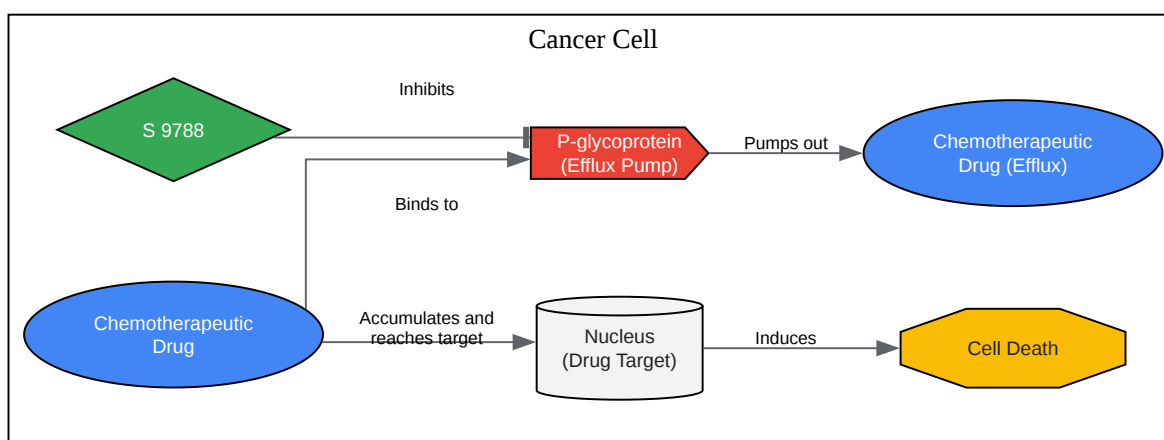 Cancer Cell
Inhibits
S 9788
P-glycoprotein
(Efflux Pump)
Pumps out
Chemotherapeutic
Drug (Efflux)
Binds to
Chemotherapeutic
Drug
Accumulates and
reaches target
Nucleus
(Drug Target)
Induces
Cell Death